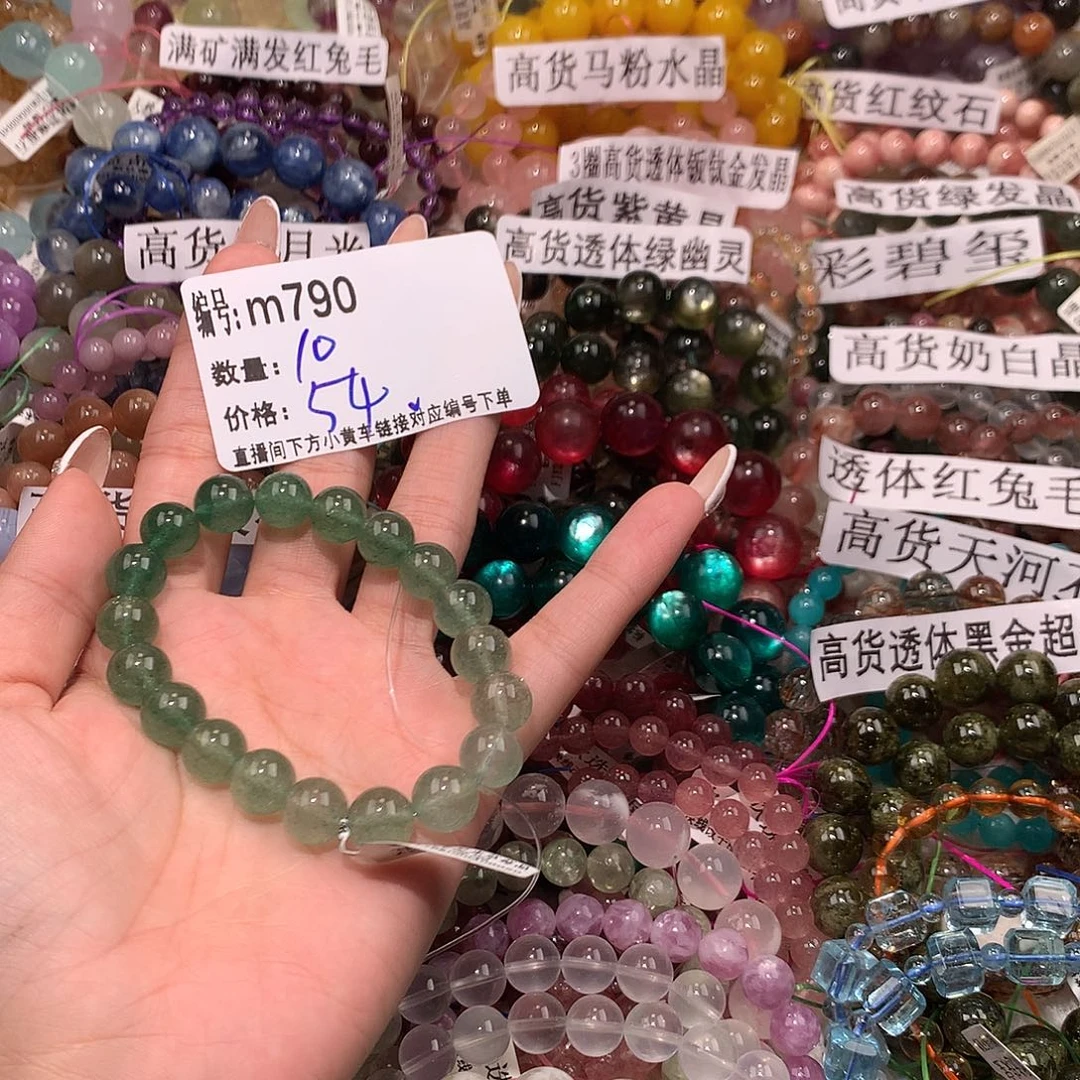 满矿满发红兔毛
高货马粉水晶
高货红纹石
3圈高货透体钣钛金发晶
高货绿发晶
高货紫黄晶
高货月光
高货透体绿幽灵
彩碧玺
编号:m790
数量:10
价格:54
直播间下方小黄车链接对应编号下单
高货奶白晶
透体红兔毛
高货天河石
高货透体黑金超